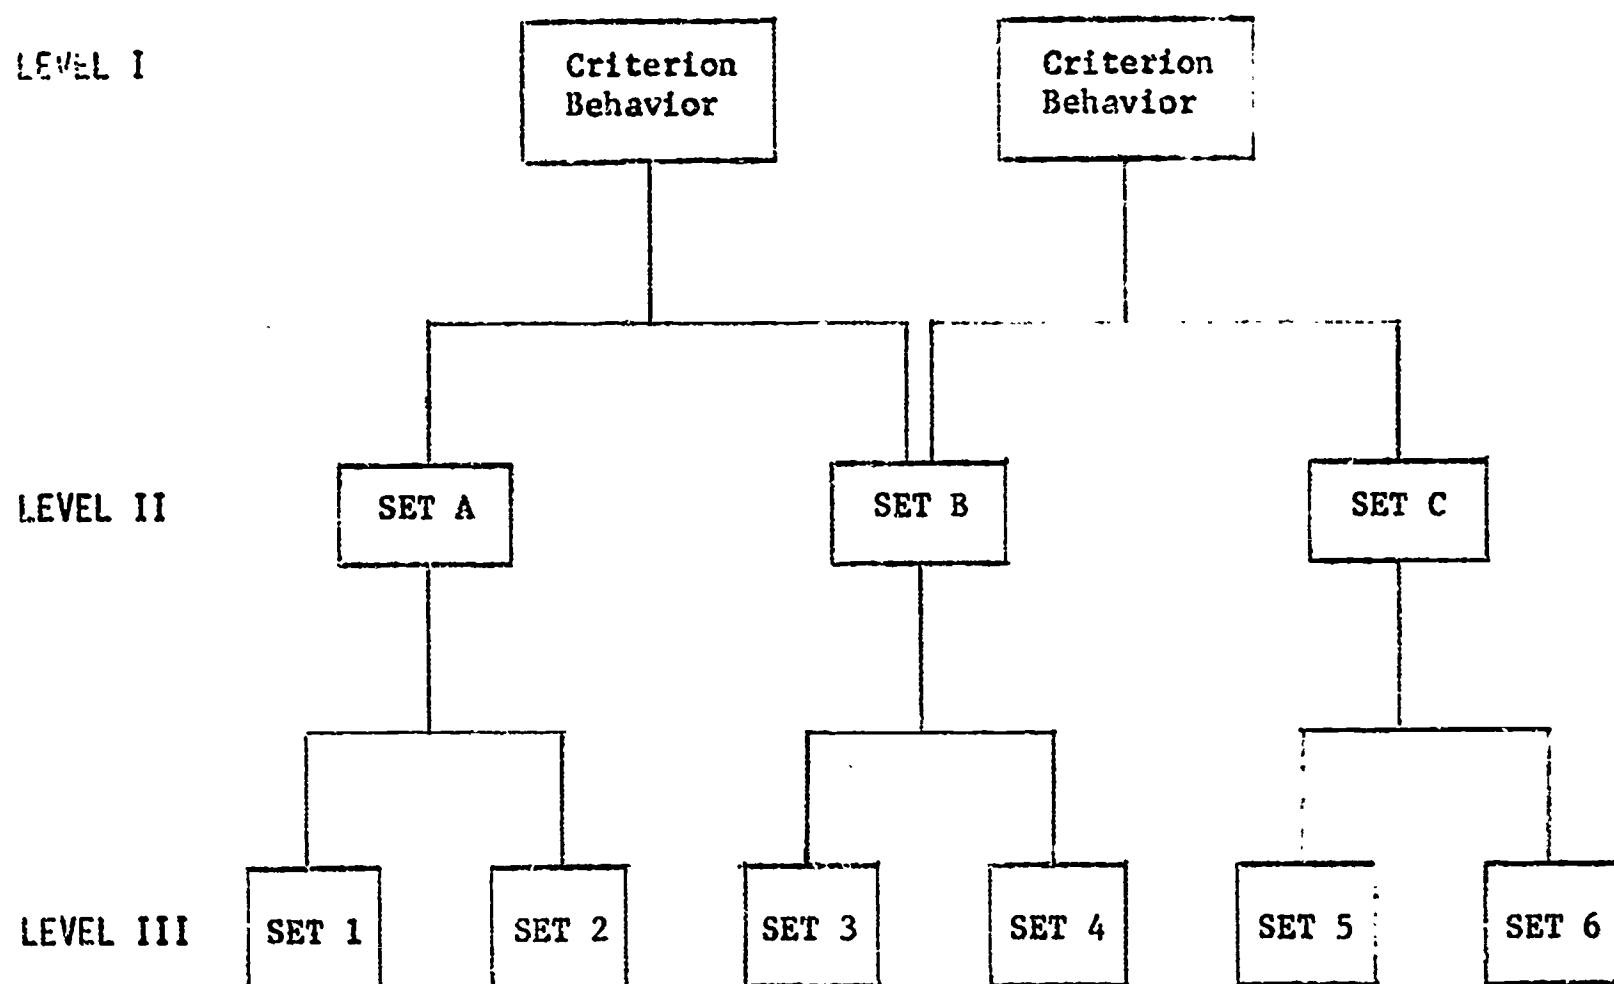 LEVEL I
Criterion
Behavior
Criterion
Behavior
LEVEL II
SET A
SET B
SET C
LEVEL III
SET 1
SET 2
SET 3
SET 4
SET 5
SET 6